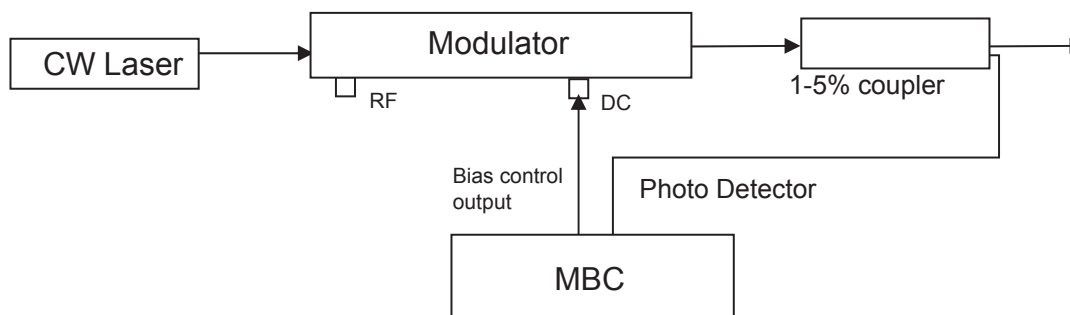 CW Laser
Modulator
RF
DC
1-5% coupler
Bias control
output
Photo Detector
MBC